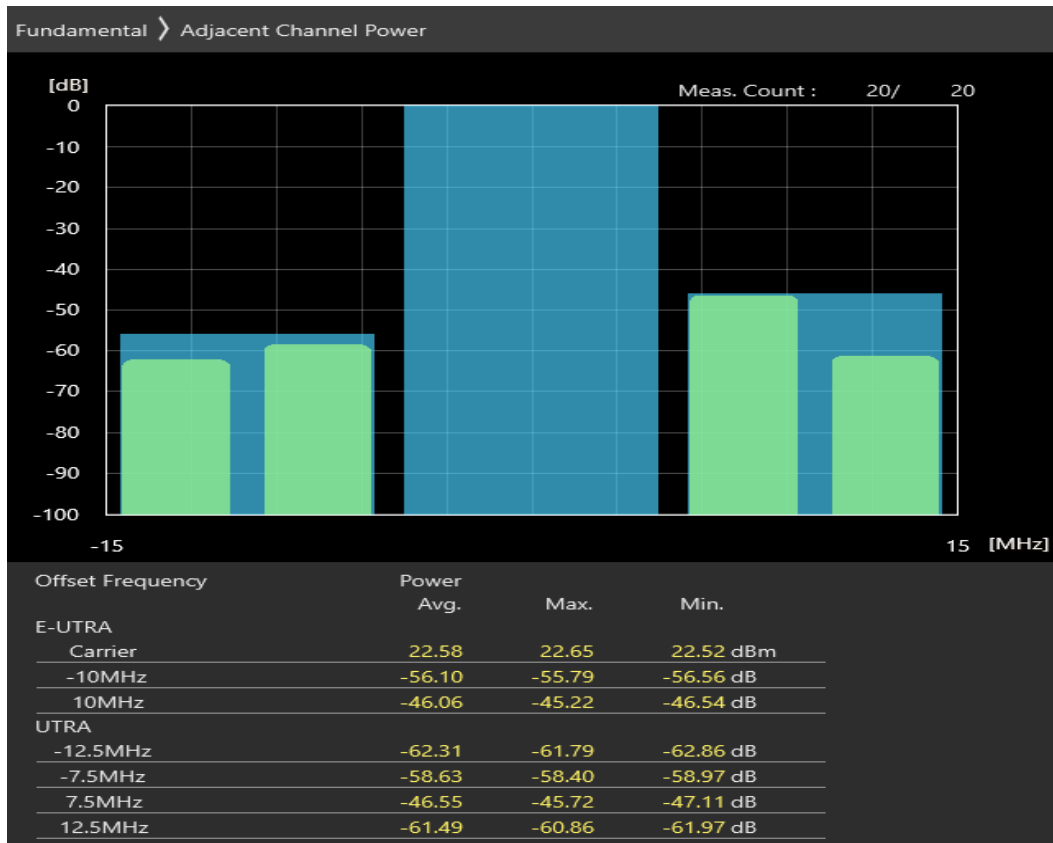 Fundamental 〉 Adjacent Channel Power
[dB]
Meas. Count : 20/ 20
0
-10
-20
-30
-40
-50
-60
-70
-80
-90
-100
-15 15 [MHz]
Offset Frequency Power
Avg. Max. Min.
E-UTRA
Carrier 22.58 22.65 22.52 dBm
-10MHz -56.10 -55.79 -56.56 dB
10MHz -46.06 -45.22 -46.54 dB
UTRA
-12.5MHz -62.31 -61.79 -62.86 dB
-7.5MHz -58.63 -58.40 -58.97 dB
7.5MHz -46.55 -45.72 -47.11 dB
12.5MHz -61.49 -60.86 -61.97 dB